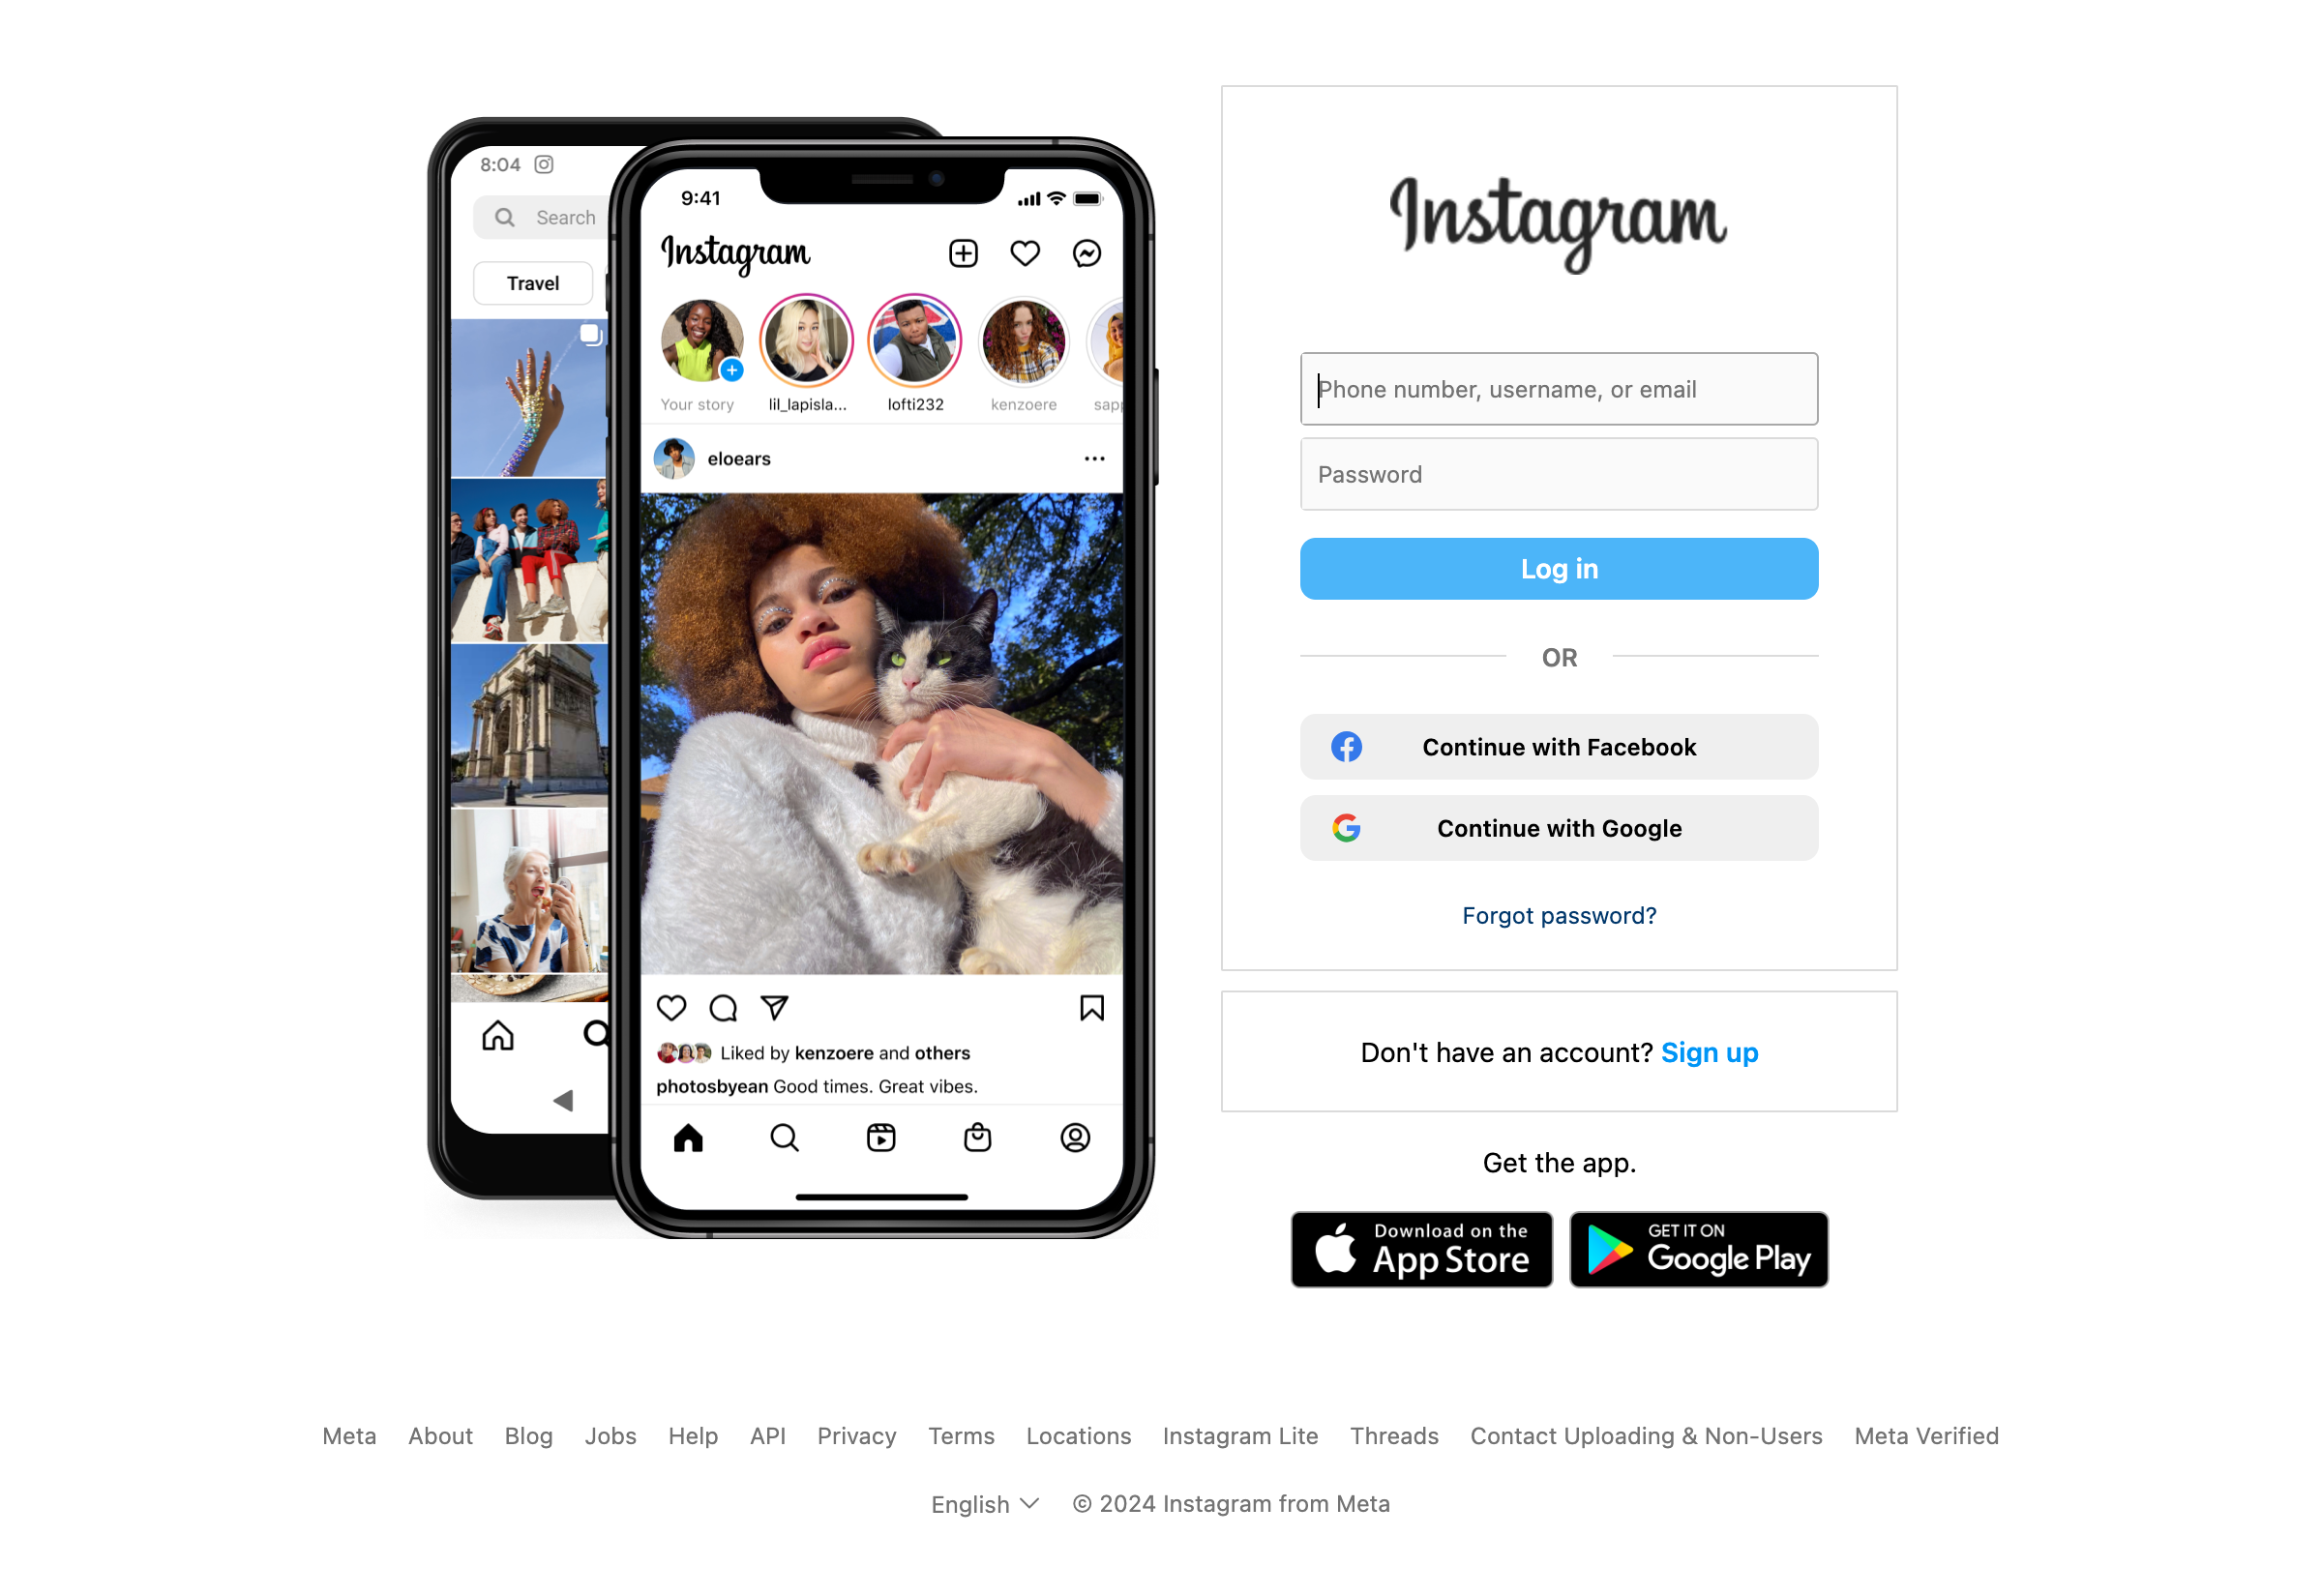 8:04
Search
Travel
9:41
Instagram
Your story
lil_lapisla...
lofti232
kenzoere
sapp
eloears
Liked by kenzoere and others
photosbyean Good times. Great vibes.
Instagram
Phone number, username, or email
Password
Log in
OR
Continue with Facebook
Continue with Google
Forgot password?
Don't have an account? Sign up
Get the app.
Download on the
App Store
GET IT ON
Google Play
Meta About Blog Jobs Help API Privacy Terms Locations Instagram Lite Threads Contact Uploading & Non-Users Meta Verified
English © 2024 Instagram from Meta